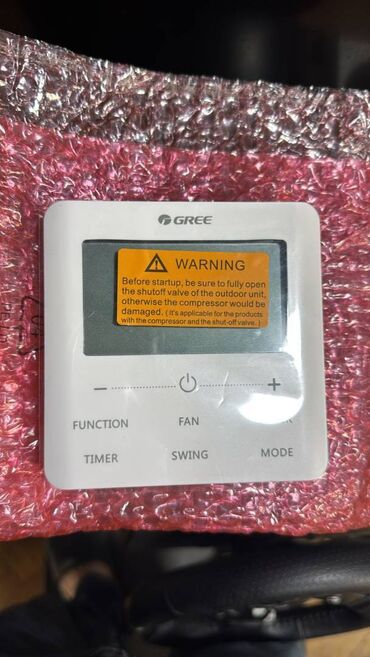 GREE
WARNING
Before startup, be sure to fully open
the shutoff valve of the outdoor unit,
otherwise the compressor would be
damaged. ( It's applicable for the products
with the compressor and the shut-off valve. )
FUNCTION FAN
TIMER SWING MODE